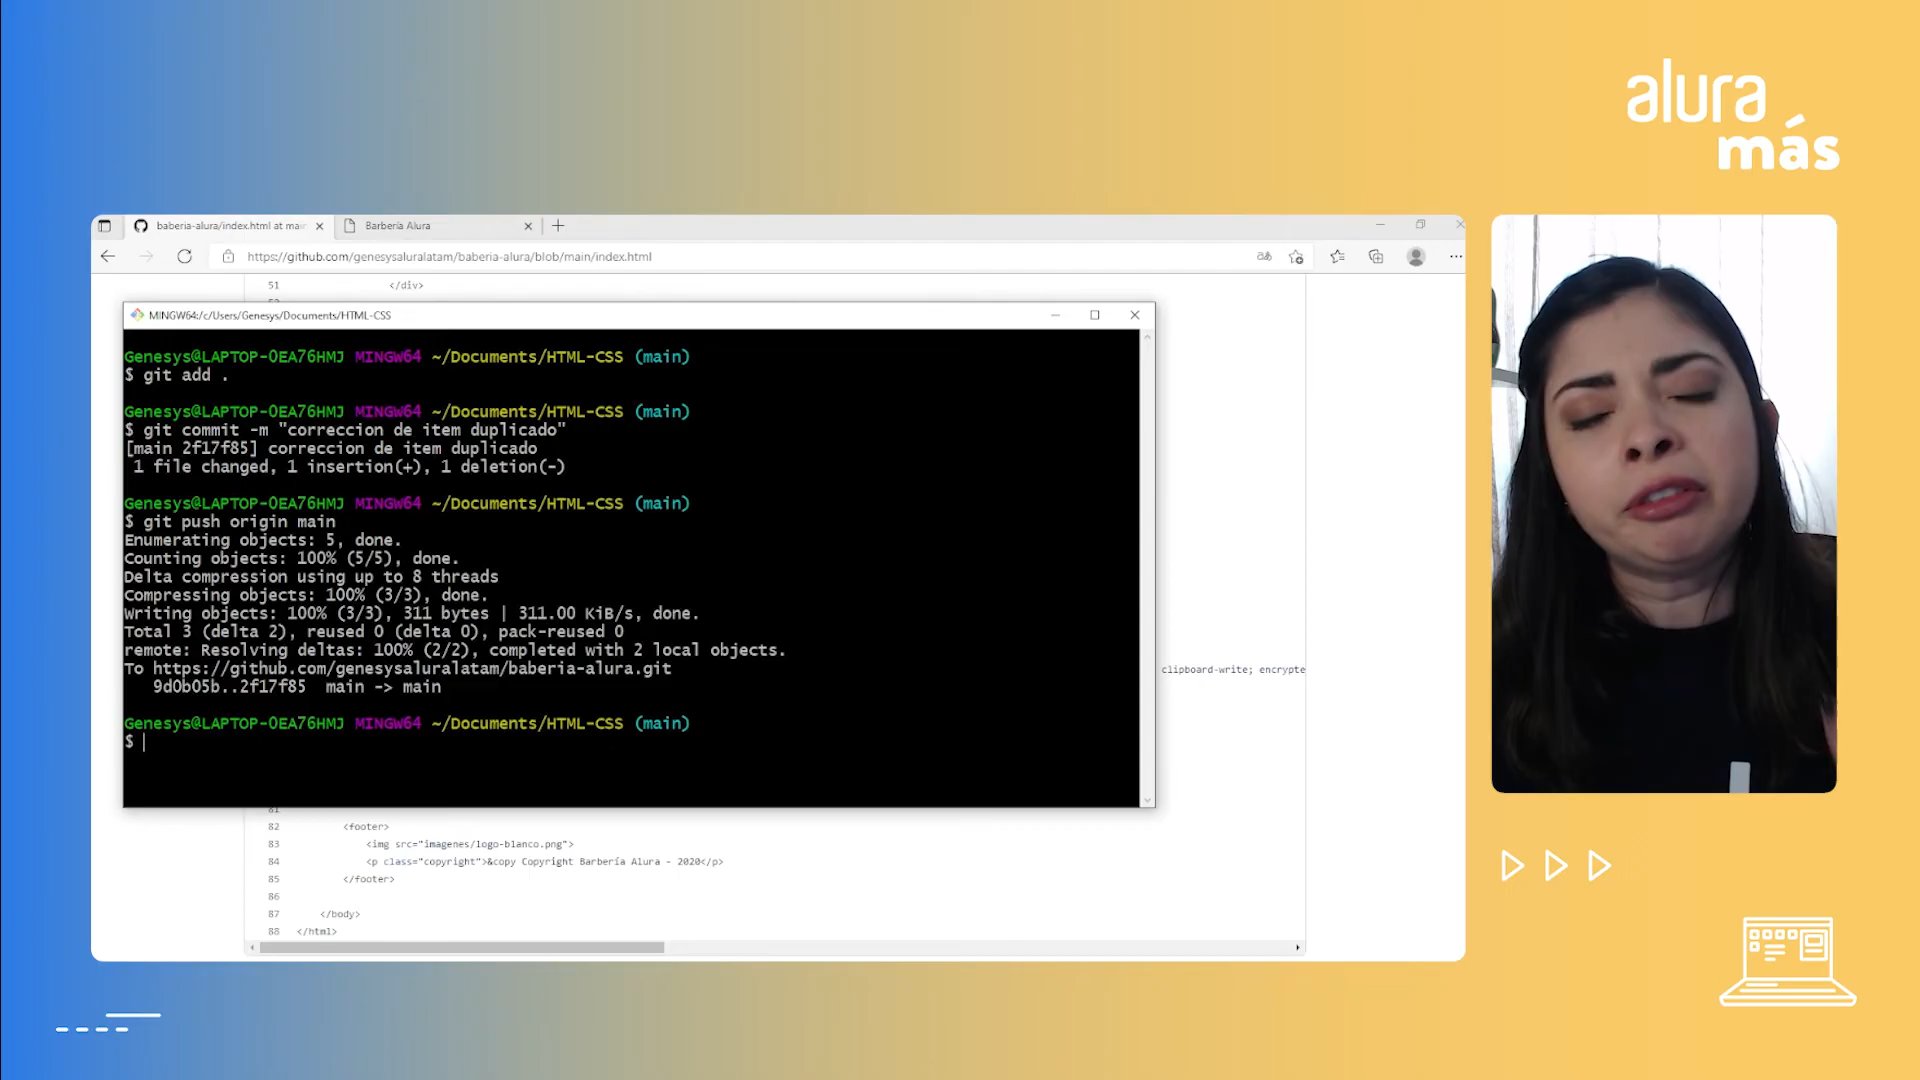 alura
más
baberia-alura/index.html at mair
Barbería Alura
https://github.com/genesysaluralatam/baberia-alura/blob/main/index.html
51 </div>
MINGW64:/c/Users/Genesys/Documents/HTML-CSS
Genesys@LAPTOP-0EA76HMJ MINGW64 ~/Documents/HTML-CSS (main)
$ git add .
Genesys@LAPTOP-0EA76HMJ MINGW64 ~/Documents/HTML-CSS (main)
$ git commit -m "correccion de item duplicado"
[main 2f17f85] correccion de item duplicado
1 file changed, 1 insertion(+), 1 deletion(-)
Genesys@LAPTOP-0EA76HMJ MINGW64 ~/Documents/HTML-CSS (main)
$ git push origin main
Enumerating objects: 5, done.
Counting objects: 100% (5/5), done.
Delta compression using up to 8 threads
Compressing objects: 100% (3/3), done.
Writing objects: 100% (3/3), 311 bytes | 311.00 KiB/s, done.
Total 3 (delta 2), reused 0 (delta 0), pack-reused 0
remote: Resolving deltas: 100% (2/2), completed with 2 local objects.
To https://github.com/genesysaluralatam/baberia-alura.git
9d0b05b..2f17f85 main -> main
clipboard-write; encrypte
Genesys@LAPTOP-0EA76HMJ MINGW64 ~/Documents/HTML-CSS (main)
$
82 <footer>
83 <img src="imagenes/logo-blanco.png">
84 <p class="copyright">&copy Copyright Barbería Alura - 2020</p>
85 </footer>
86
87 </body>
88 </html>